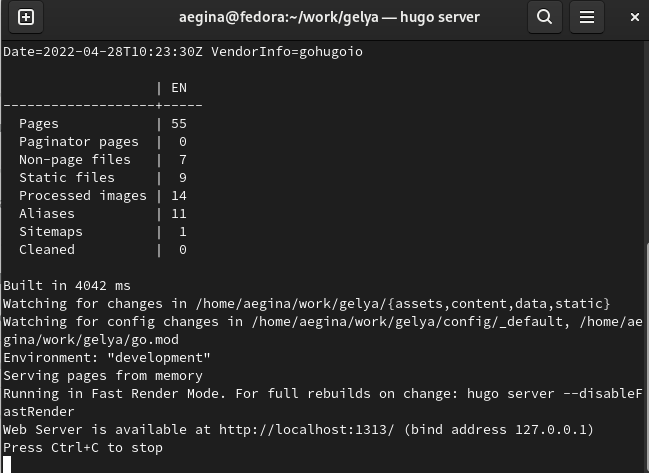 aegina@fedora:~/work/gelya — hugo server
Date=2022-04-28T10:23:30Z VendorInfo=gohugoio
                   | EN
-------------------+-----
  Pages            | 55
  Paginator pages  |  0
  Non-page files   |  7
  Static files     |  9
  Processed images | 14
  Aliases          | 11
  Sitemaps         |  1
  Cleaned          |  0
Built in 4042 ms
Watching for changes in /home/aegina/work/gelya/{assets,content,data,static}
Watching for config changes in /home/aegina/work/gelya/config/_default, /home/ae
gina/work/gelya/go.mod
Environment: "development"
Serving pages from memory
Running in Fast Render Mode. For full rebuilds on change: hugo server --disableF
astRender
Web Server is available at http://localhost:1313/ (bind address 127.0.0.1)
Press Ctrl+C to stop